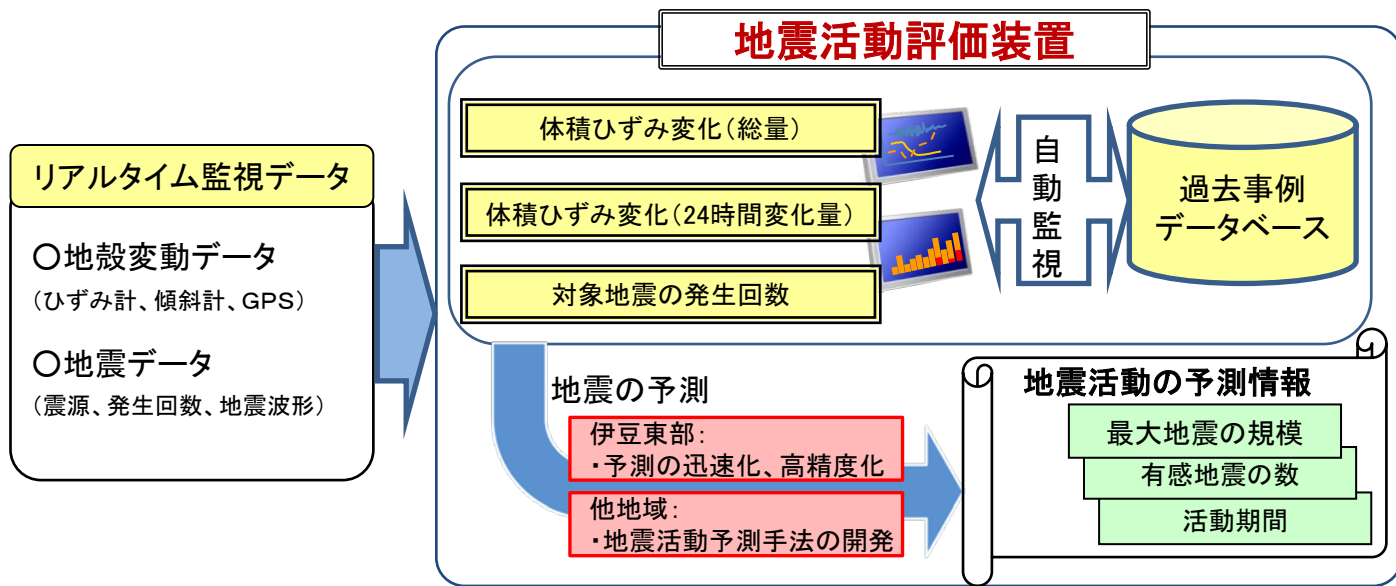 地震活動評価装置
リアルタイム監視データ
〇地殻変動データ
（ひずみ計、傾斜計、GPS）
〇地震データ
（震源、発生回数、地震波形）
体積ひずみ変化（総量）
体積ひずみ変化（24時間変化量）
対象地震の発生回数
自動監視
過去事例
データベース
地震の予測
伊豆東部：
・予測の迅速化、高精度化
他地域：
・地震活動予測手法の開発
地震活動の予測情報
最大地震の規模
有感地震の数
活動期間